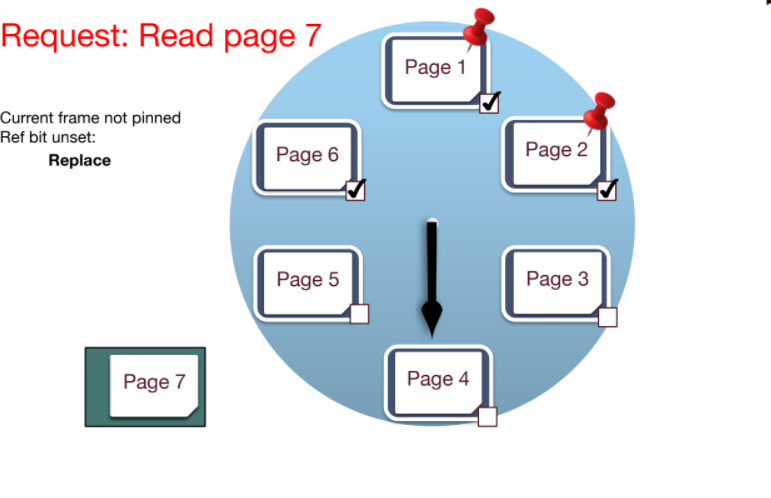 Request: Read page 7
Page 1
Current frame not pinned
Ref bit unset:
Replace
Page 6
Page 2
Page 5
Page 3
Page 7
Page 4